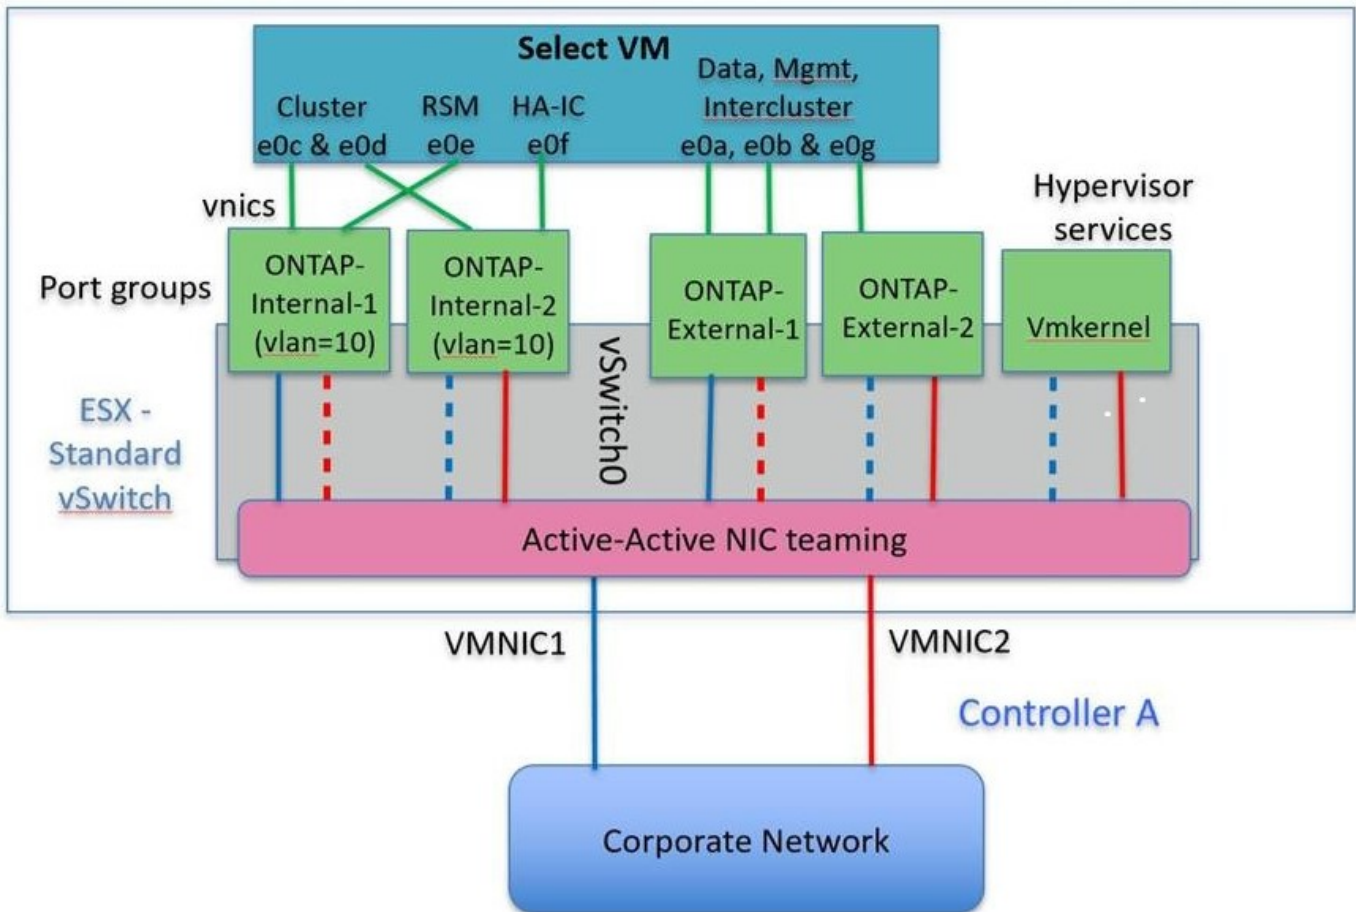 Select VM
Data, Mgmt,
Intercluster
e0a, e0b & e0g
Cluster
e0c & e0d
RSM
e0e
HA-IC
e0f
vnics
Hypervisor
services
Port groups
ONTAP-
Internal-1
(vlan=10)
ONTAP-
Internal-2
(vlan=10)
ONTAP-
External-1
ONTAP-
External-2
Vmkernel
vSwitch0
ESX -
Standard
vSwitch
Active-Active NIC teaming
VMNIC1
VMNIC2
Controller A
Corporate Network